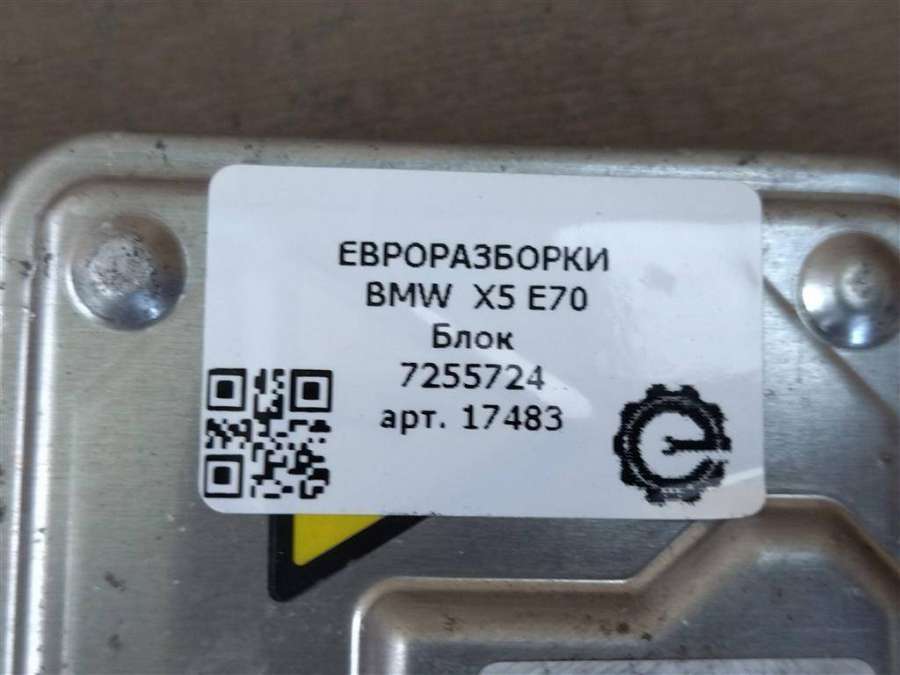 ЕВРОРАЗБОРКИ
BMW X5 E70
Блок
7255724
арт. 17483